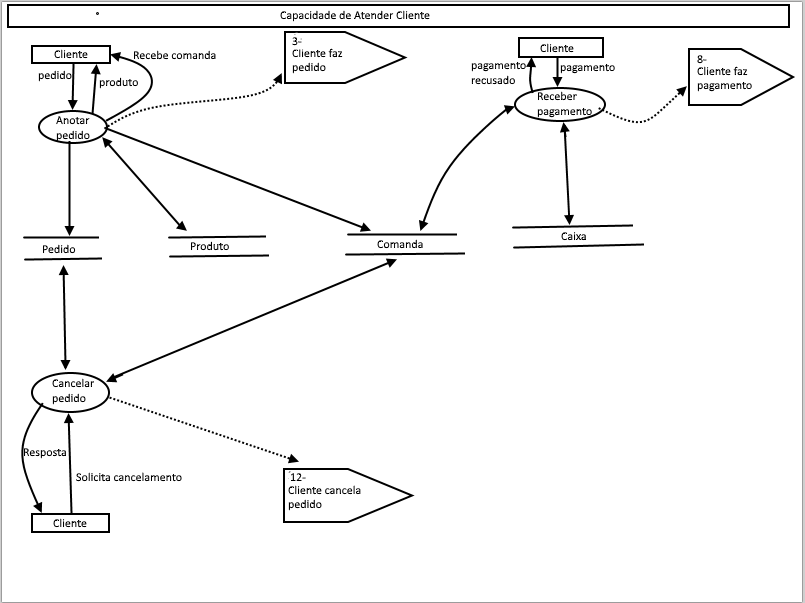 Capacidade de Atender Cliente
Cliente
Recebe comanda
pedido
produto
3-
Cliente faz
pedido
Anotar
pedido
Cliente
pagamento
recusado
pagamento
Receber
pagamento
8-
Cliente faz
pagamento
Pedido
Produto
Comanda
Caixa
Cancelar
pedido
Resposta
Solicita cancelamento
Cliente
12-
Cliente cancela
pedido